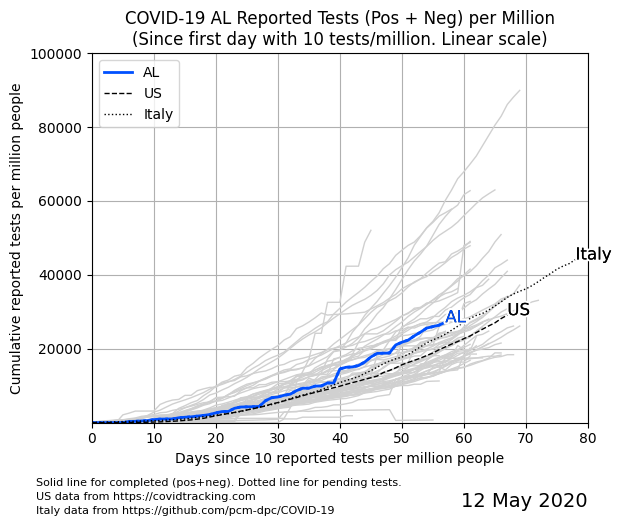 COVID-19 AL Reported Tests (Pos + Neg) per Million
(Since first day with 10 tests/million. Linear scale)
Cumulative reported tests per million people
100000
80000
60000
40000
20000
AL
US
Italy
Italy
US
AL
0 10 20 30 40 50 60 70 80
Days since 10 reported tests per million people
Solid line for completed (pos+neg). Dotted line for pending tests.
US data from https://covidtracking.com
Italy data from https://github.com/pcm-dpc/COVID-19
12 May 2020